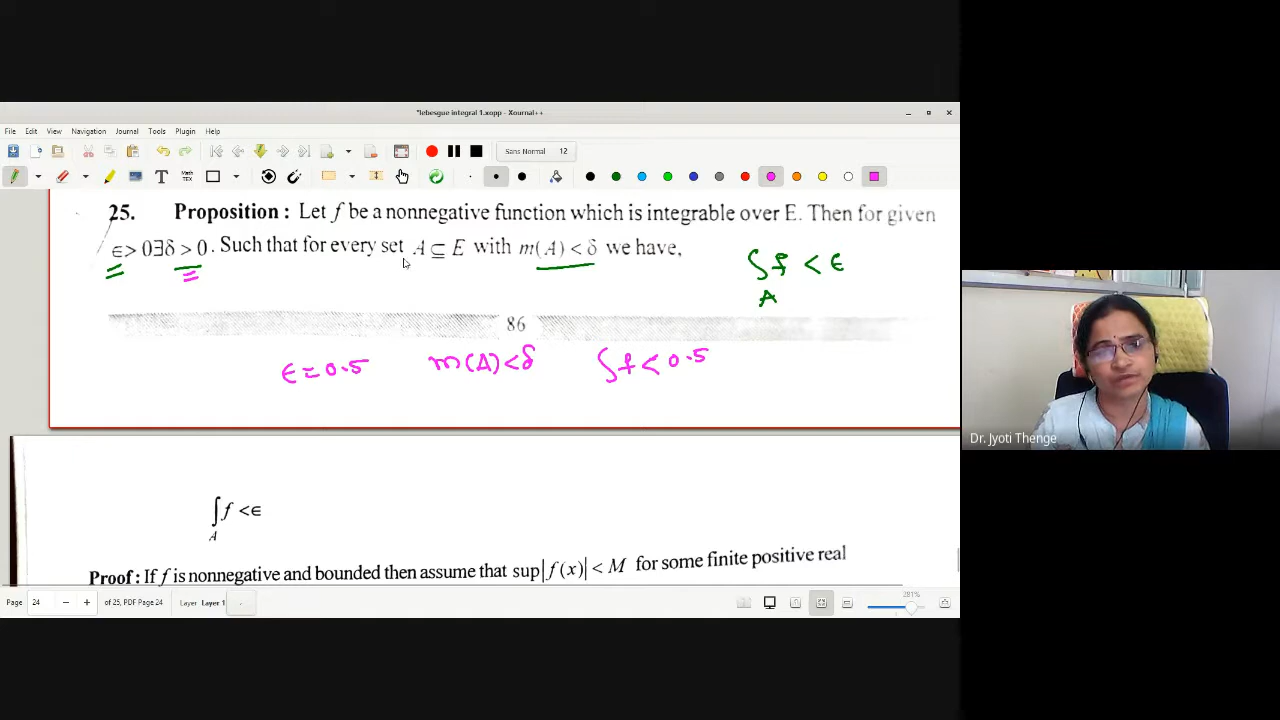 *lebesgue integral 1.xopp - Xournal++
File Edit View Navigation Journal Tools Plugin Help
Sans Normal 12
25. Proposition : Let f be a nonnegative function which is integrable over E. Then for given
∈> 0∃δ > 0. Such that for every set A ⊆ E with m(A) < δ we have,
∫f < ∈
A
86
∈ = 0.5 m(A) < δ ∫f < 0.5
∫f <∈
A
Proof : If f is nonnegative and bounded then assume that sup|f(x)| < M for some finite positive real
Page 24 of 25, PDF Page 24 Layer Layer 1
381%
Dr. Jyoti Thenge